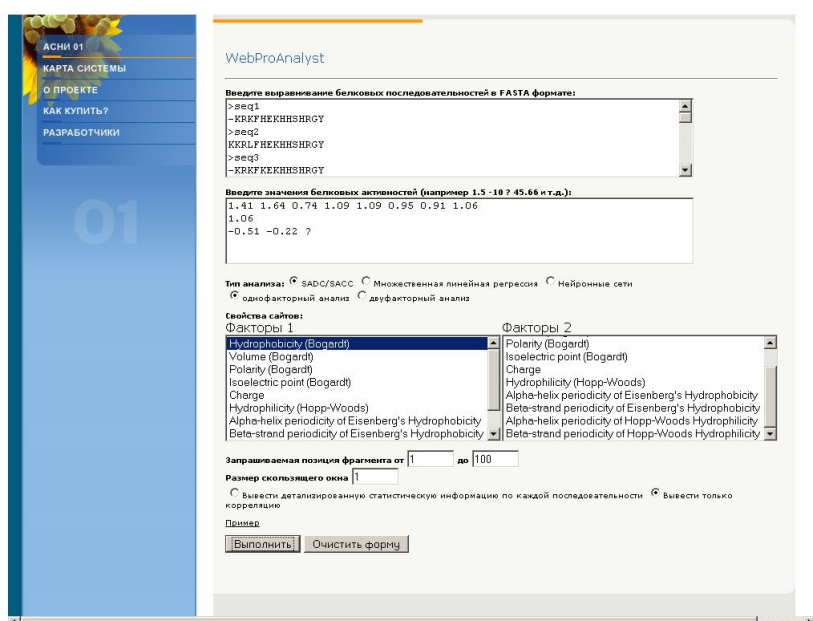 АСНИ 01
КАРТА СИСТЕМЫ
О ПРОЕКТЕ
КАК КУПИТЬ?
РАЗРАБОТЧИКИ
01
WebProAnalyst
Введите выравнивание белковых последовательностей в FASTA формате:
>seq1
-KRKFHEKHHSHRGY
>seq2
KKRLFHEKHHSHRGY
>seq3
-KRKFKEKHHSHRGY
Введите значения белковых активностей (например 1.5 -10 ? 45.66 и т.д.):
1.41 1.64 0.74 1.09 1.09 0.95 0.91 1.06
1.06
-0.51 -0.22 ?
Тип анализа: SADC/SACC Множественная линейная регрессия Нейронные сети
однофакторный анализ двуфакторный анализ
Свойства сайтов:
Факторы 1
Hydrophobicity (Bogardt)
Volume (Bogardt)
Polarity (Bogardt)
Isoelectric point (Bogardt)
Charge
Hydrophilicity (Hopp-Woods)
Alpha-helix periodicity of Eisenberg's Hydrophobicity
Beta-strand periodicity of Eisenberg's Hydrophobicity
Факторы 2
Polarity (Bogardt)
Isoelectric point (Bogardt)
Charge
Hydrophilicity (Hopp-Woods)
Alpha-helix periodicity of Eisenberg's Hydrophobicity
Beta-strand periodicity of Eisenberg's Hydrophobicity
Alpha-helix periodicity of Hopp-Woods Hydrophilicity
Beta-strand periodicity of Hopp-Woods Hydrophilicity
Запрашиваемая позиция фрагмента от 1 до 100
Размер скользящего окна 1
Вывести детализированную статистическую информацию по каждой последовательности Вывести только
корреляцию
Пример
Выполнить Очистить форму